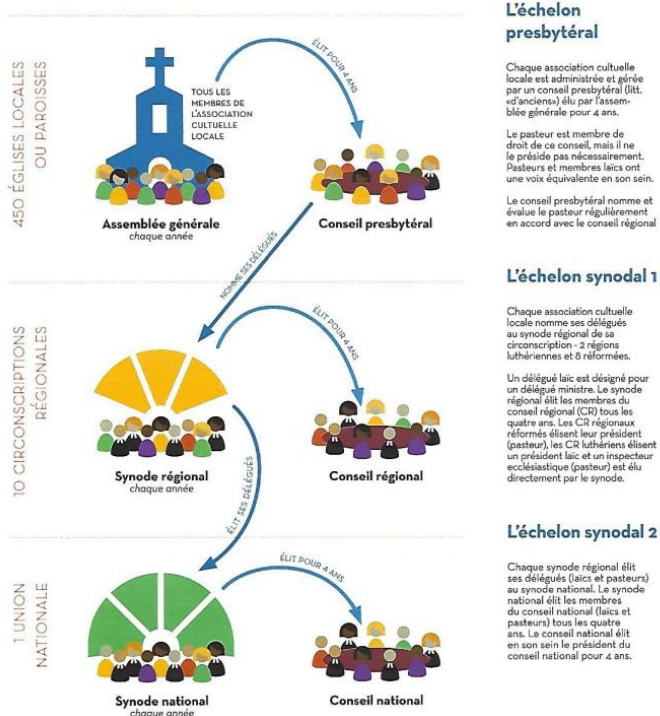 450 ÉGLISES LOCALES
OU PAROISSES
TOUS LES
MEMBRES DE
L'ASSOCIATION
CULTUELLE
LOCALE
ÉLIT POUR 4 ANS
Assemblée générale
chaque année
Conseil presbytéral
NOMME SES DÉLÉGUÉS
L'échelon
presbytéral
Chaque association cultuelle
locale est administrée et gérée
par un conseil presbytéral (litt.
«d'anciens») élu par l'assem-
blée générale pour 4 ans.
Le pasteur est membre de
droit de ce conseil, mais il ne
le préside pas nécessairement.
Pasteurs et membres laïcs ont
une voix équivalente en son sein.
Le conseil presbytéral nomme et
évalue le pasteur régulièrement
en accord avec le conseil régional
10 CIRCONSCRIPTIONS
RÉGIONALES
ÉLIT POUR 4 ANS
Synode régional
chaque année
Conseil régional
ÉLIT SES DÉLÉGUÉS
L'échelon synodal 1
Chaque association cultuelle
locale nomme ses délégués
au synode régional de sa
circonscription - 2 régions
luthériennes et 8 réformées.
Un délégué laïc est désigné pour
un délégué ministre. Le synode
régional élit les membres du
conseil régional (CR) tous les
quatre ans. Les CR régionaux
réformés élisent leur président
(pasteur), les CR luthériens élisent
un président laïc et un inspecteur
ecclésiastique (pasteur) est élu
directement par le synode.
1 UNION
NATIONALE
ÉLIT POUR 4 ANS
Synode national
chaque année
Conseil national
L'échelon synodal 2
Chaque synode régional élit
ses délégués (laïcs et pasteurs)
au synode national. Le synode
national élit les membres
du conseil national (laïcs et
pasteurs) tous les quatre
ans. Le conseil national élit
en son sein le président du
conseil national pour 4 ans.